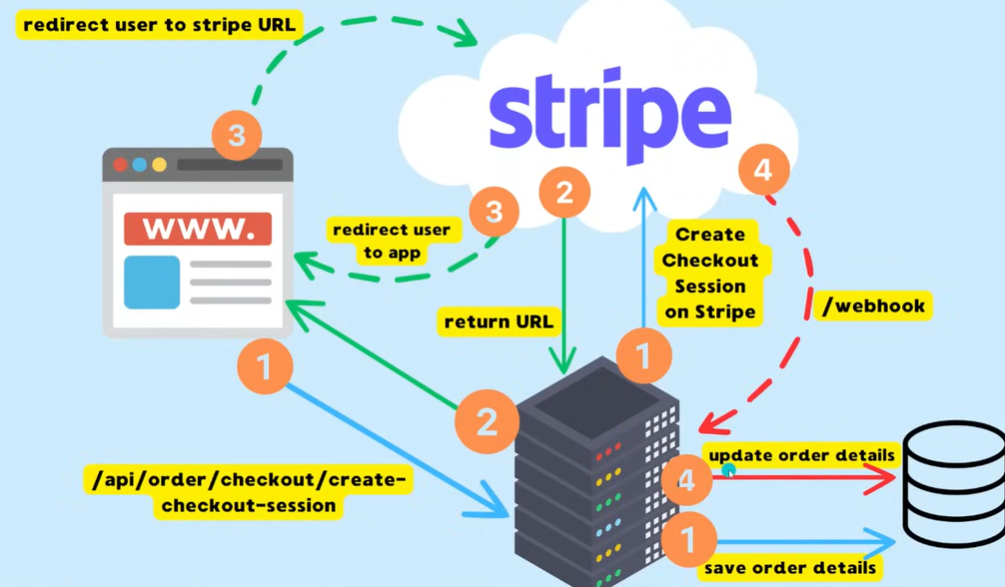 redirect user to stripe URL
stripe
3
4
2
3
www.
redirect user
to app
Create
Checkout
Session
on Stripe
/webhook
return URL
1
1
2
update order details
4
/api/order/checkout/create-
checkout-session
1
save order details